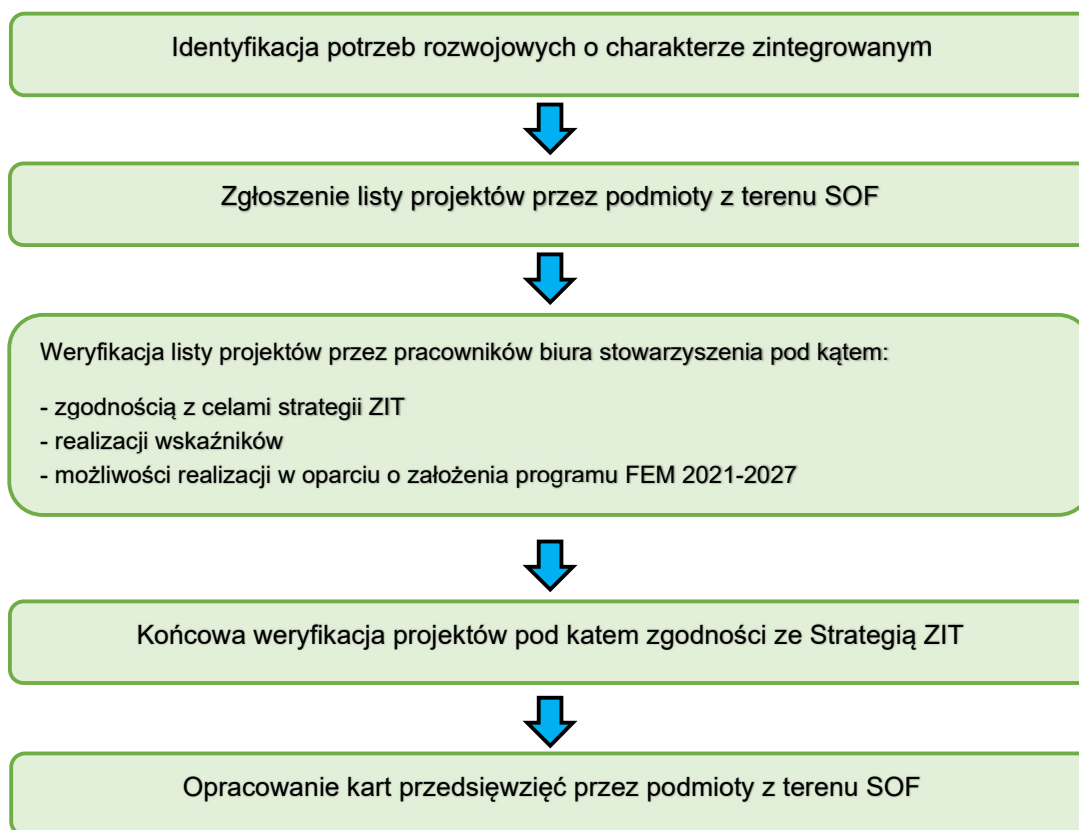 Identyfikacja potrzeb rozwojowych o charakterze zintegrowanym
Zgłoszenie listy projektów przez podmioty z terenu SOF
Weryfikacja listy projektów przez pracowników biura stowarzyszenia pod kątem:
- zgodnością z celami strategii ZIT
- realizacji wskaźników
- możliwości realizacji w oparciu o założenia programu FEM 2021-2027
Końcowa weryfikacja projektów pod katem zgodności ze Strategią ZIT
Opracowanie kart przedsięwzięć przez podmioty z terenu SOF